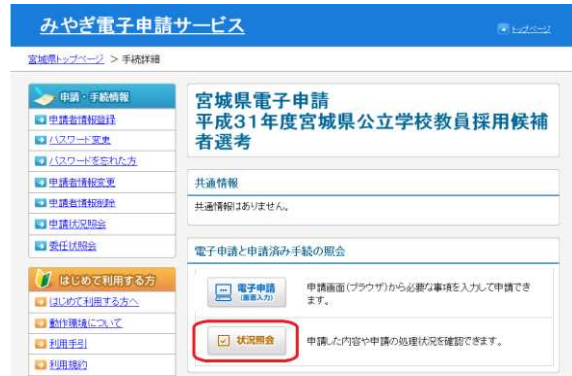 みやぎ電子申請サービス
トップページ
宮城県トップページ > 手続詳細
申請・手続情報
申請者情報登録
パスワード変更
パスワードを忘れた方
申請者情報変更
申請者情報削除
申請状況照会
委任状照会
はじめて利用する方
はじめて利用する方へ
動作環境について
利用手引
利用規約
宮城県電子申請
平成31年度宮城県公立学校教員採用候補
者選考
共通情報
共通情報はありません。
電子申請と申請済み手続の照会
電子申請
(画面入力)
申請画面(ブラウザ)から必要な事項を入力して申請でき
ます。
状況照会
申請した内容や申請の処理状況を確認できます。